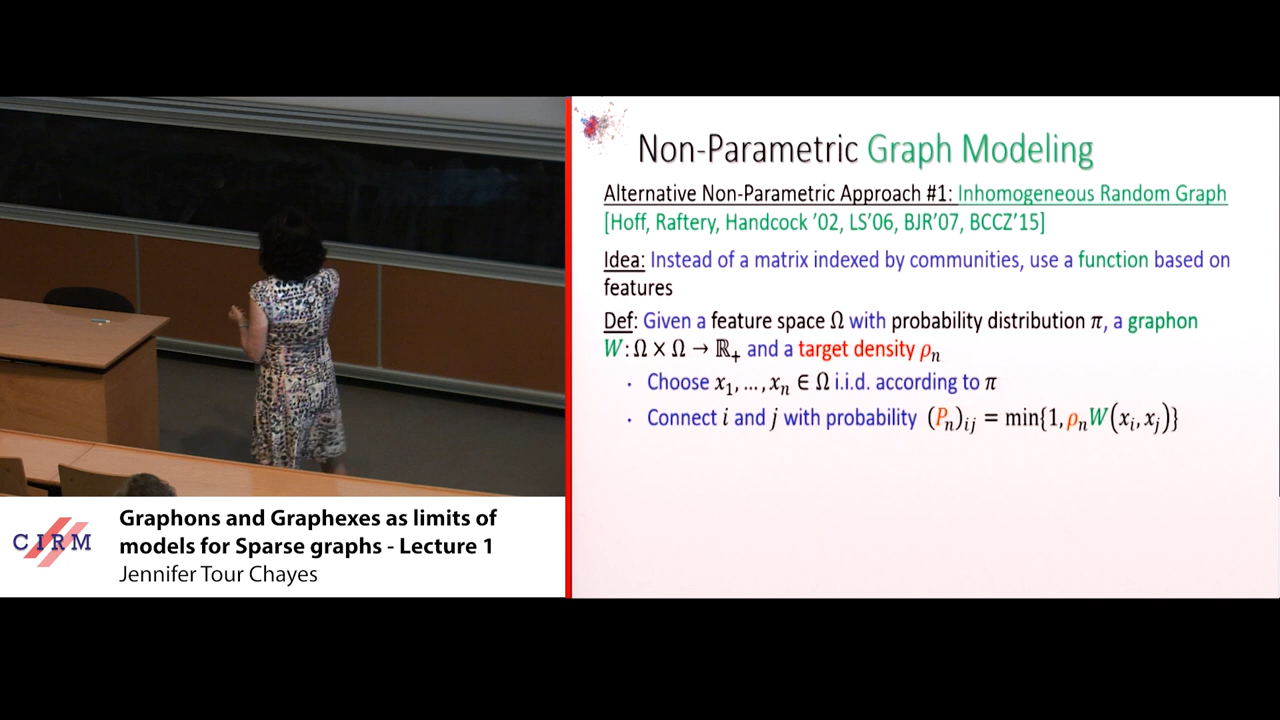 Non-Parametric Graph Modeling
Alternative Non-Parametric Approach #1: Inhomogeneous Random Graph
[Hoff, Raftery, Handcock ’02, LS’06, BJR’07, BCCZ’15]
Idea: Instead of a matrix indexed by communities, use a function based on
features
Def: Given a feature space Ω with probability distribution π, a graphon
W: Ω × Ω → ℝ₊ and a target density ρₙ
· Choose x₁, ..., xₙ ∈ Ω i.i.d. according to π
· Connect i and j with probability (Pₙ)ᵢⱼ = min{1, ρₙW(xᵢ, xⱼ)}
CIRM
Graphons and Graphexes as limits of
models for Sparse graphs - Lecture 1
Jennifer Tour Chayes